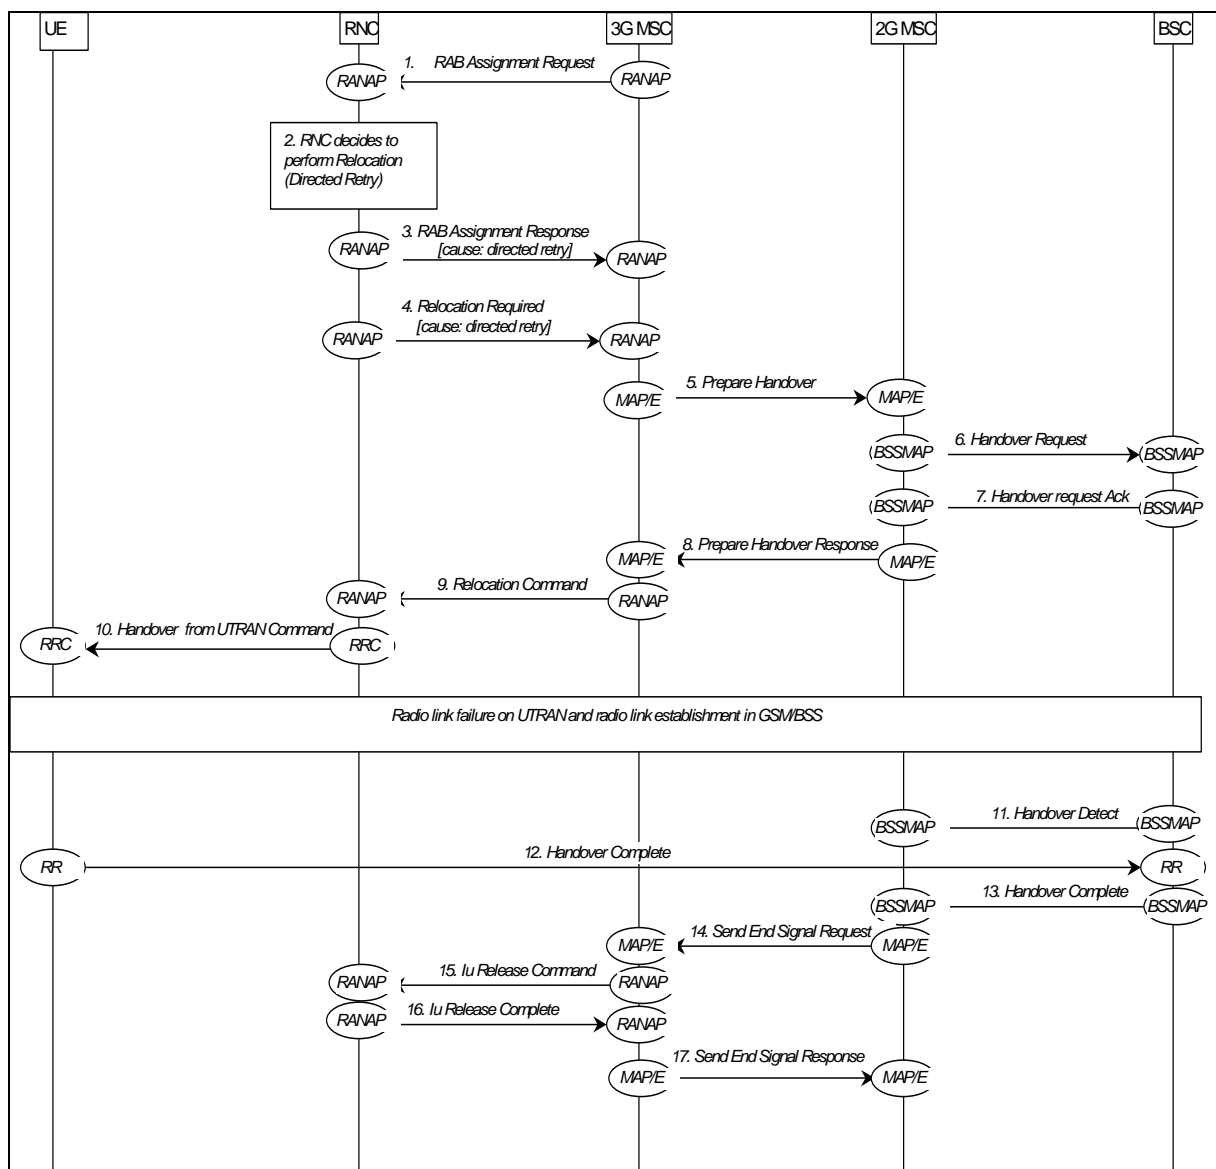 UE RNC 3G MSC 2G MSC BSC
1. RAB Assignment Request
RANAP RANAP
2. RNC decides to
perform Relocation
(Directed Retry)
3. RAB Assignment Response
[cause: directed retry]
RANAP RANAP
4. Relocation Required
[cause: directed retry]
RANAP RANAP
5. Prepare Handover
MAP/E MAP/E
6. Handover Request
BSSMAP BSSMAP
7. Handover request Ack
BSSMAP BSSMAP
8. Prepare Handover Response
MAP/E MAP/E
9. Relocation Command
RANAP RANAP
10. Handover from UTRAN Command
RRC RRC
Radio link failure on UTRAN and radio link establishment in GSM/BSS
11. Handover Detect
BSSMAP BSSMAP
12. Handover Complete
RR RR
13. Handover Complete
BSSMAP BSSMAP
14. Send End Signal Request
MAP/E MAP/E
15. Iu Release Command
RANAP RANAP
16. Iu Release Complete
RANAP RANAP
17. Send End Signal Response
MAP/E MAP/E